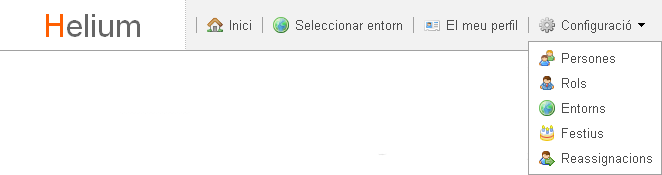 Helium
Inici
Seleccionar entorn
El meu perfil
Configuració
Persones
Rols
Entorns
Festius
Reassignacions